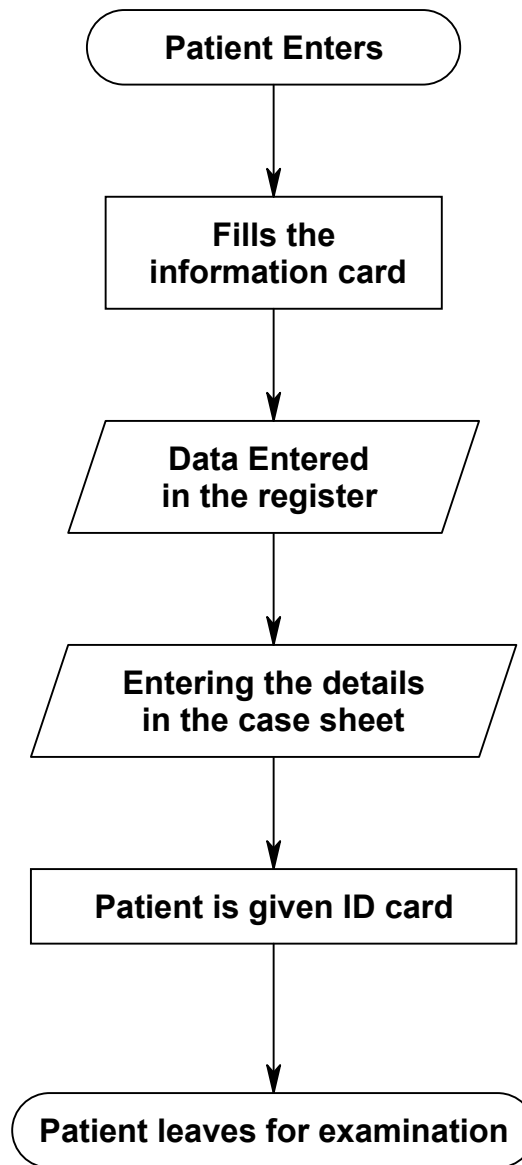 Patient Enters
Fills the
information card
Data Entered
in the register
Entering the details
in the case sheet
Patient is given ID card
Patient leaves for examination